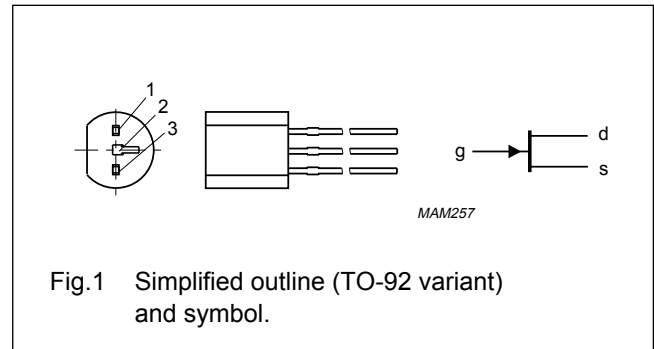 1
2
3
g
d
s
MAM257
Fig.1 Simplified outline (TO-92 variant)
and symbol.